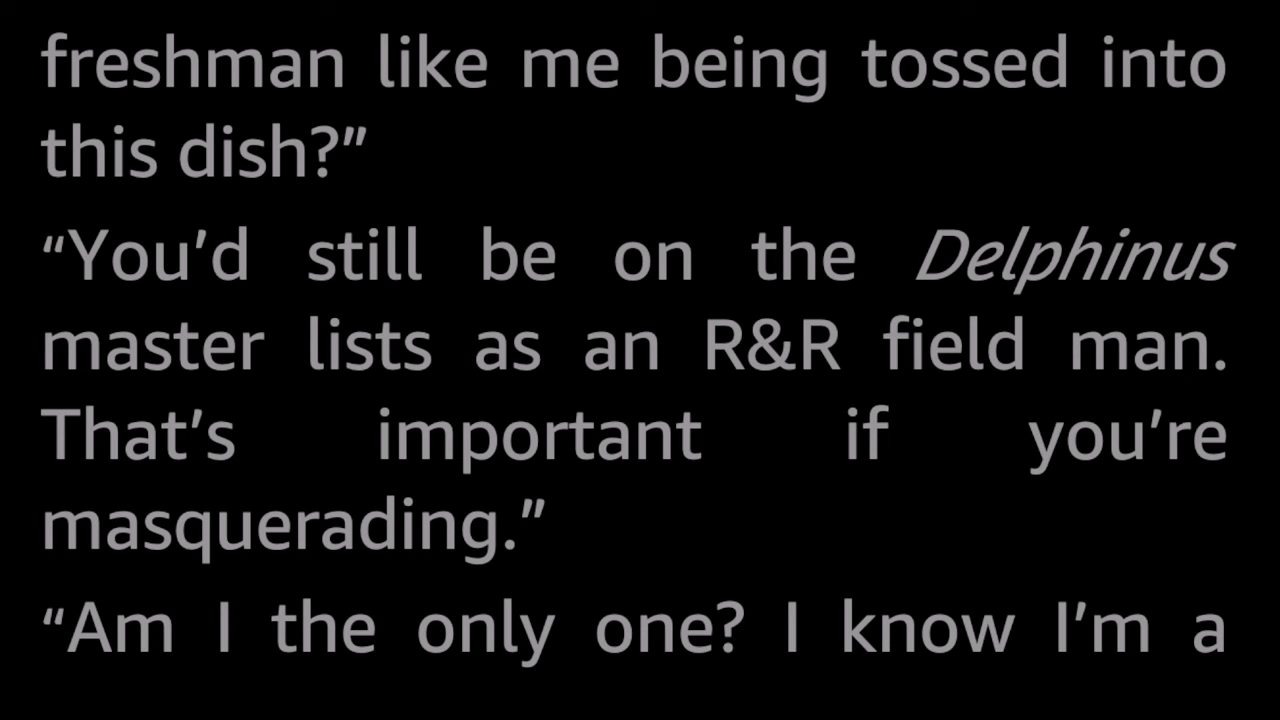 freshman like me being tossed into
this dish?”
“You’d still be on the Delphinus
master lists as an R&R field man.
That’s important if you’re
masquerading.”
“Am I the only one? I know I’m a